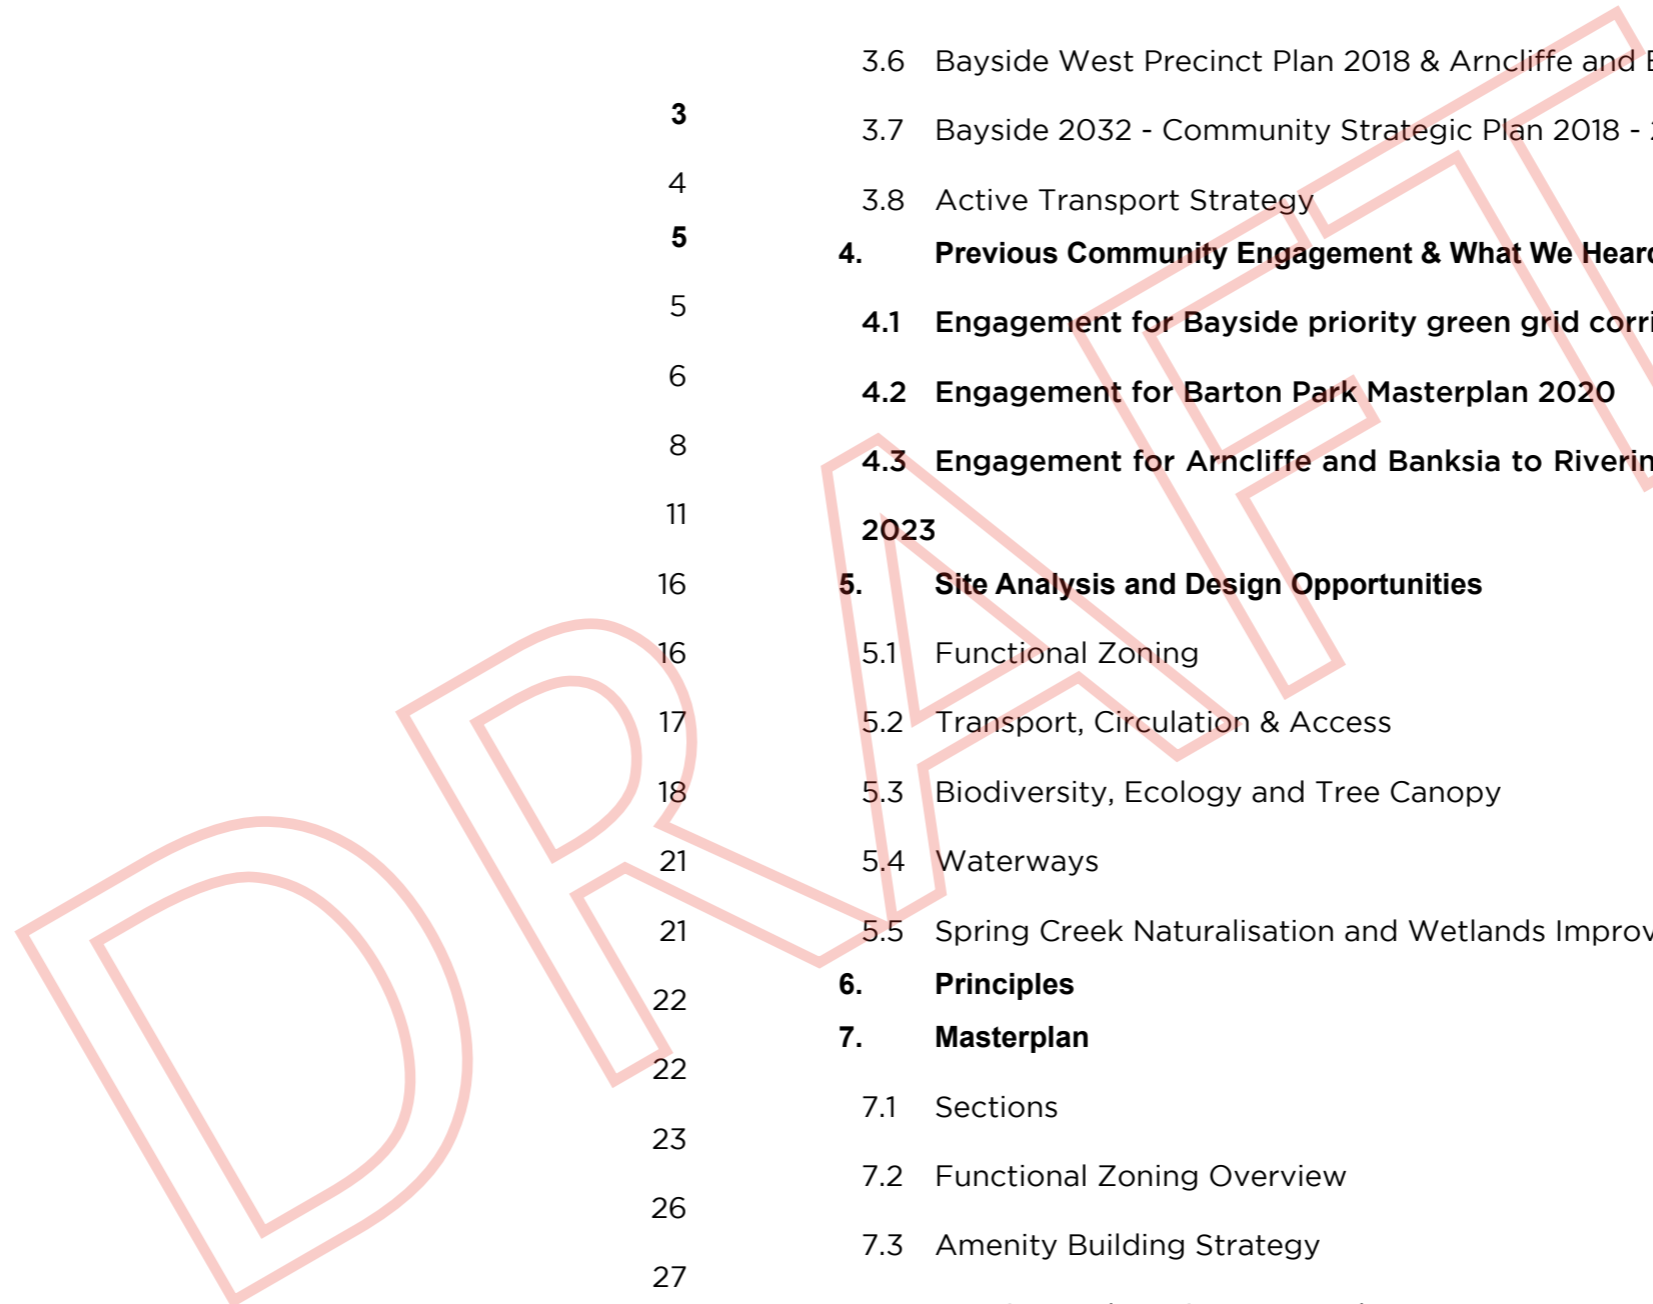 3
4
5
5
6
8
11
16
16
17
18
21
21
22
22
23
26
27
3.6 Bayside West Precinct Plan 2018 & Arncliffe and
3.7 Bayside 2032 - Community Strategic Plan 2018 -
3.8 Active Transport Strategy
4. Previous Community Engagement & What We Heard
4.1 Engagement for Bayside priority green grid
4.2 Engagement for Barton Park Masterplan 2020
4.3 Engagement for Arncliffe and Banksia to
2023
5. Site Analysis and Design Opportunities
5.1 Functional Zoning
5.2 Transport, Circulation & Access
5.3 Biodiversity, Ecology and Tree Canopy
5.4 Waterways
5.5 Spring Creek Naturalisation and Wetlands
6. Principles
7. Masterplan
7.1 Sections
7.2 Functional Zoning Overview
7.3 Amenity Building Strategy
DRAFT